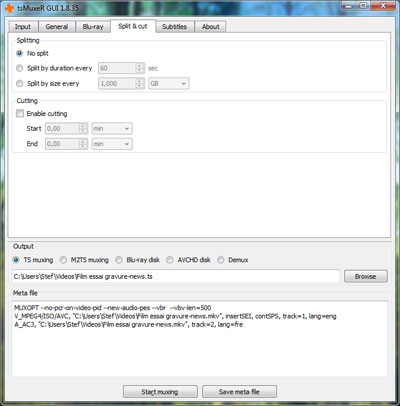 tsMuxeR GUI 1.8.35
Input General Blu-ray Split & cut Subtitles About
Splitting
No split
Split by duration every 60 sec
Split by size every 1,000 GB
Cutting
Enable cutting
Start 0,00 min
End 0,00 min
Output
TS muxing M2TS muxing Blu-ray disk AVCHD disk Demux
C:\Users\Stef\Videos\Film essai gravure-news.ts Browse
Meta file
MUXOPT --no-pcr-on-video-pid --new-audio-pes --vbr --vbv-len=500
V_MPEG4/ISO/AVC, "C:\Users\Stef\Videos\Film essai gravure-news.mkv", insertSEI, contSPS, track=1, lang=eng
A_AC3, "C:\Users\Stef\Videos\Film essai gravure-news.mkv", track=2, lang=fre
Start muxing Save meta file